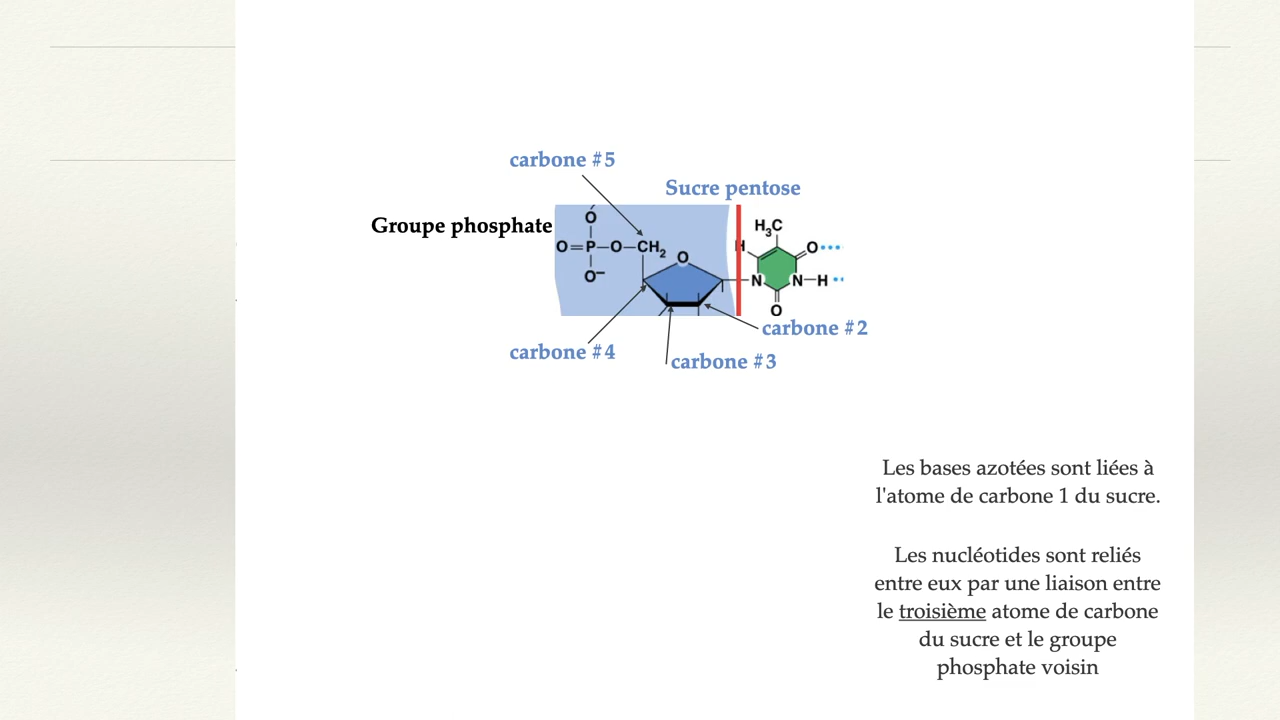 carbone #5
Sucre pentose
Groupe phosphate
O
H₃C
O=P–O–CH₂
O
H
O
O⁻
N
N–H
O
carbone #2
carbone #4
carbone #3
Les bases azotées sont liées à
l'atome de carbone 1 du sucre.
Les nucléotides sont reliés
entre eux par une liaison entre
le troisième atome de carbone
du sucre et le groupe
phosphate voisin